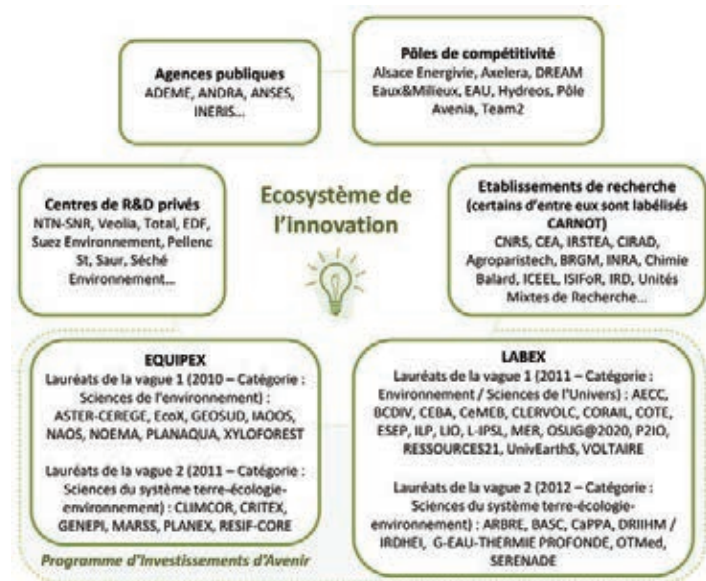 Agences publiques
ADEME, ANDRA, ANSES,
INERIS...
Pôles de compétitivité
Alsace Energivie, Axelera, DREAM
Eaux&Milieux, EAU, Hydreos, Pôle
Avenia, Team2
Centres de R&D privés
NTN-SNR, Veolia, Total, EDF,
Suez Environnement, Pellenc
St, Saur, Séché
Environnement...
Ecosystème de
l'innovation
Etablissements de recherche
(certains d'entre eux sont labélisés
CARNOT)
CNRS, CEA, IRSTEA, CIRAD,
Agroparistech, BRGM, INRA, Chimie
Balard, ICEEL, ISIFoR, IRD, Unités
Mixtes de Recherche...
EQUIPEX
Lauréats de la vague 1 (2010 – Catégorie :
Sciences de l'environnement) :
ASTER-CEREGE, EcoX, GEOSUD, IAOOS,
NAOS, NOEMA, PLANAQUA, XYLOFOREST
Lauréats de la vague 2 (2011 – Catégorie :
Sciences du système terre-écologie-
environnement) : CLIMCOR, CRITEX,
GENEPI, MARSS, PLANEX, RESIF-CORE
LABEX
Lauréats de la vague 1 (2011 – Catégorie :
Environnement / Sciences de l'Univers) : AECC,
BCDIV, CEBA, CeMEB, CLERVOLC, CORAIL, COTE,
ESEP, ILP, LIO, L-IPSL, MER, OSUG@2020, P2IO,
RESSOURCES21, UnivEarthS, VOLTAIRE
Lauréats de la vague 2 (2012 – Catégorie :
Sciences du système terre-écologie-
environnement) : ARBRE, BASC, CaPPA, DRIIHM /
IRDHEI, G-EAU-THERMIE PROFONDE, OTMed,
SERENADE
Programme d'Investissements d'Avenir